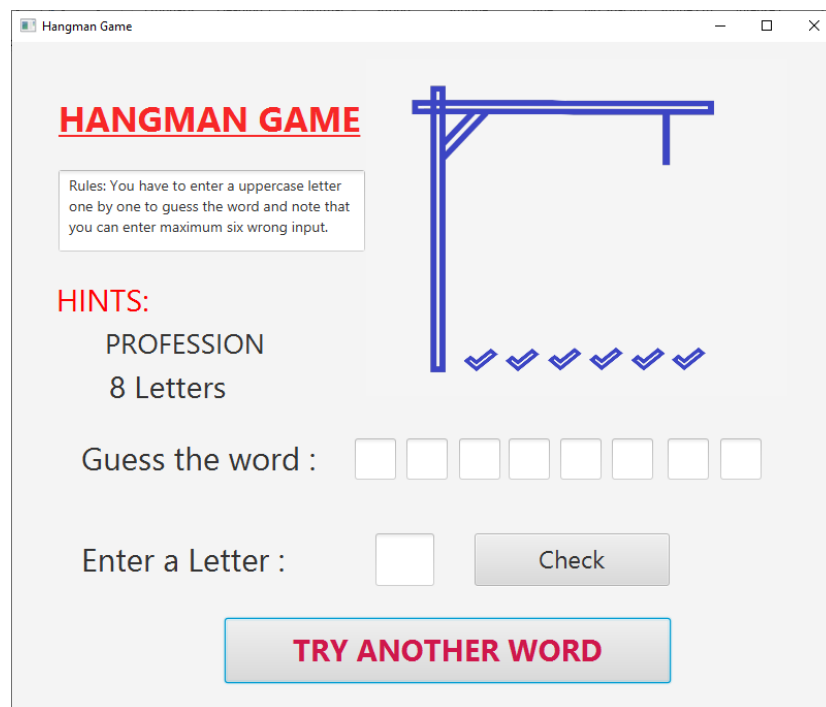 Hangman Game
HANGMAN GAME
Rules: You have to enter a uppercase letter
one by one to guess the word and note that
you can enter maximum six wrong input.
HINTS:
PROFESSION
8 Letters
Guess the word :
Enter a Letter :
Check
TRY ANOTHER WORD